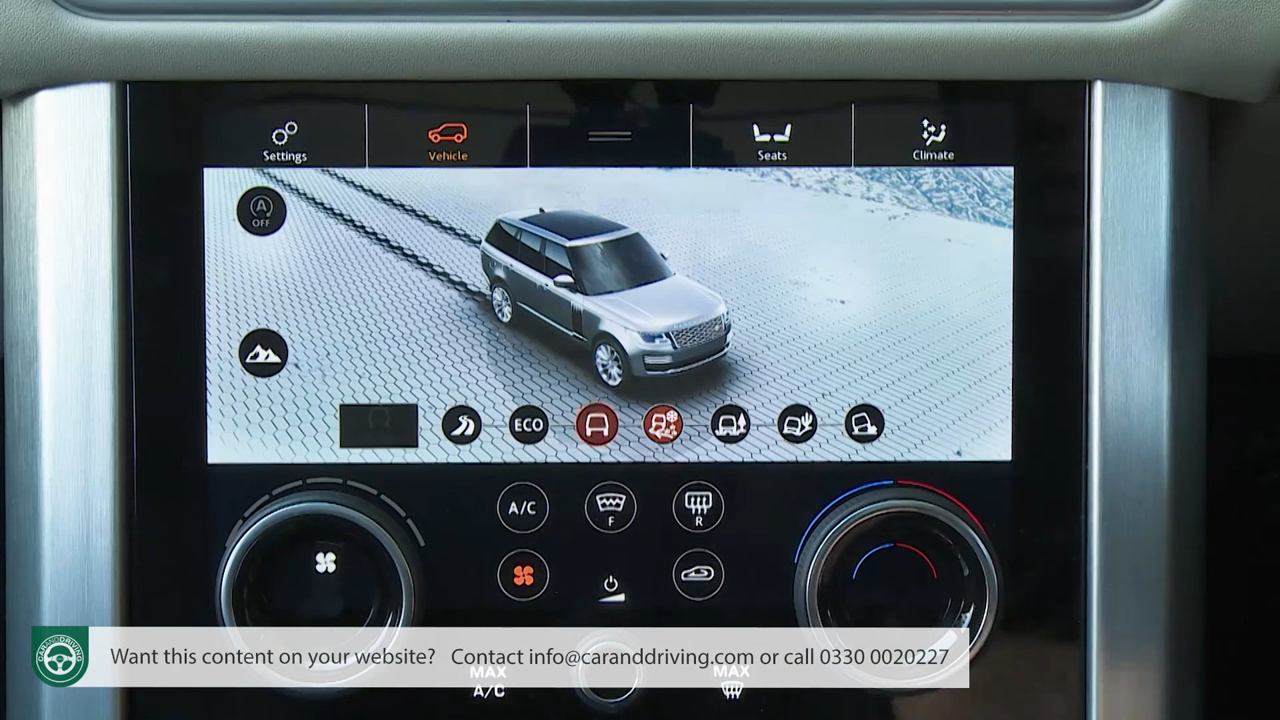 Settings
Vehicle
Seats
Climate
A
OFF
ECO
A/C
F
R
CARANDDRIVING
Want this content on your website? Contact info@caranddriving.com or call 0330 0020227
MAX
A/C
MAX